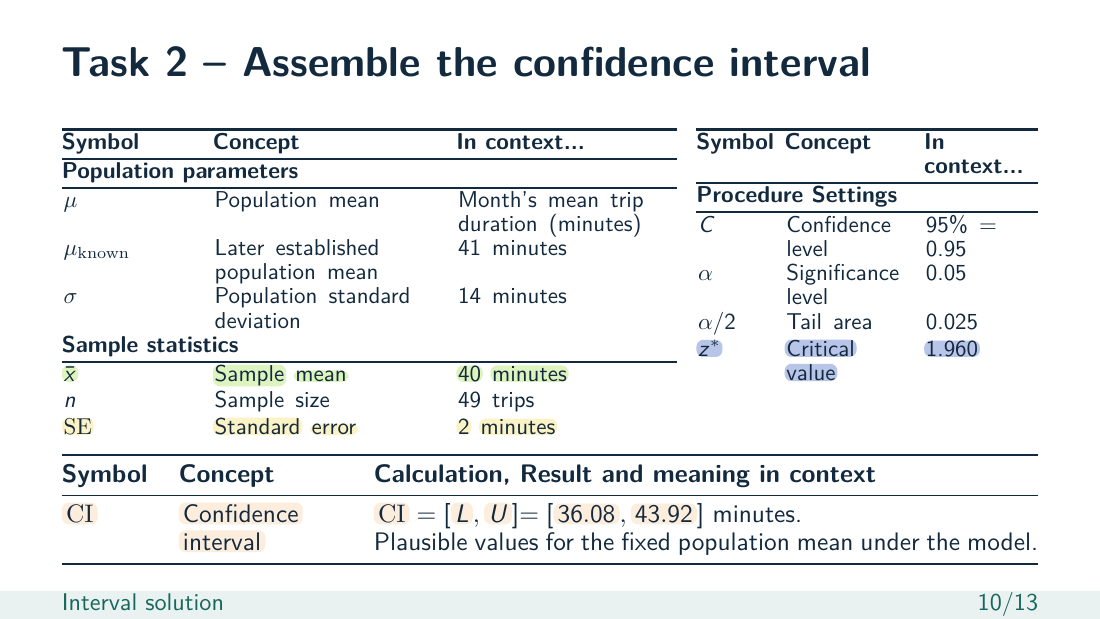 Task 2 – Assemble the confidence interval
Symbol Concept In context...
Population parameters
μ Population mean Month's mean trip
duration (minutes)
μknown Later established 41 minutes
population mean
σ Population standard 14 minutes
deviation
Sample statistics
x̄ Sample mean 40 minutes
n Sample size 49 trips
SE Standard error 2 minutes
Symbol Concept In
context...
Procedure Settings
C Confidence 95% =
level 0.95
α Significance 0.05
level
α/2 Tail area 0.025
z* Critical 1.960
value
Symbol Concept Calculation, Result and meaning in context
CI Confidence CI = [L, U]= [36.08, 43.92] minutes.
interval Plausible values for the fixed population mean under the model.
Interval solution 10/13